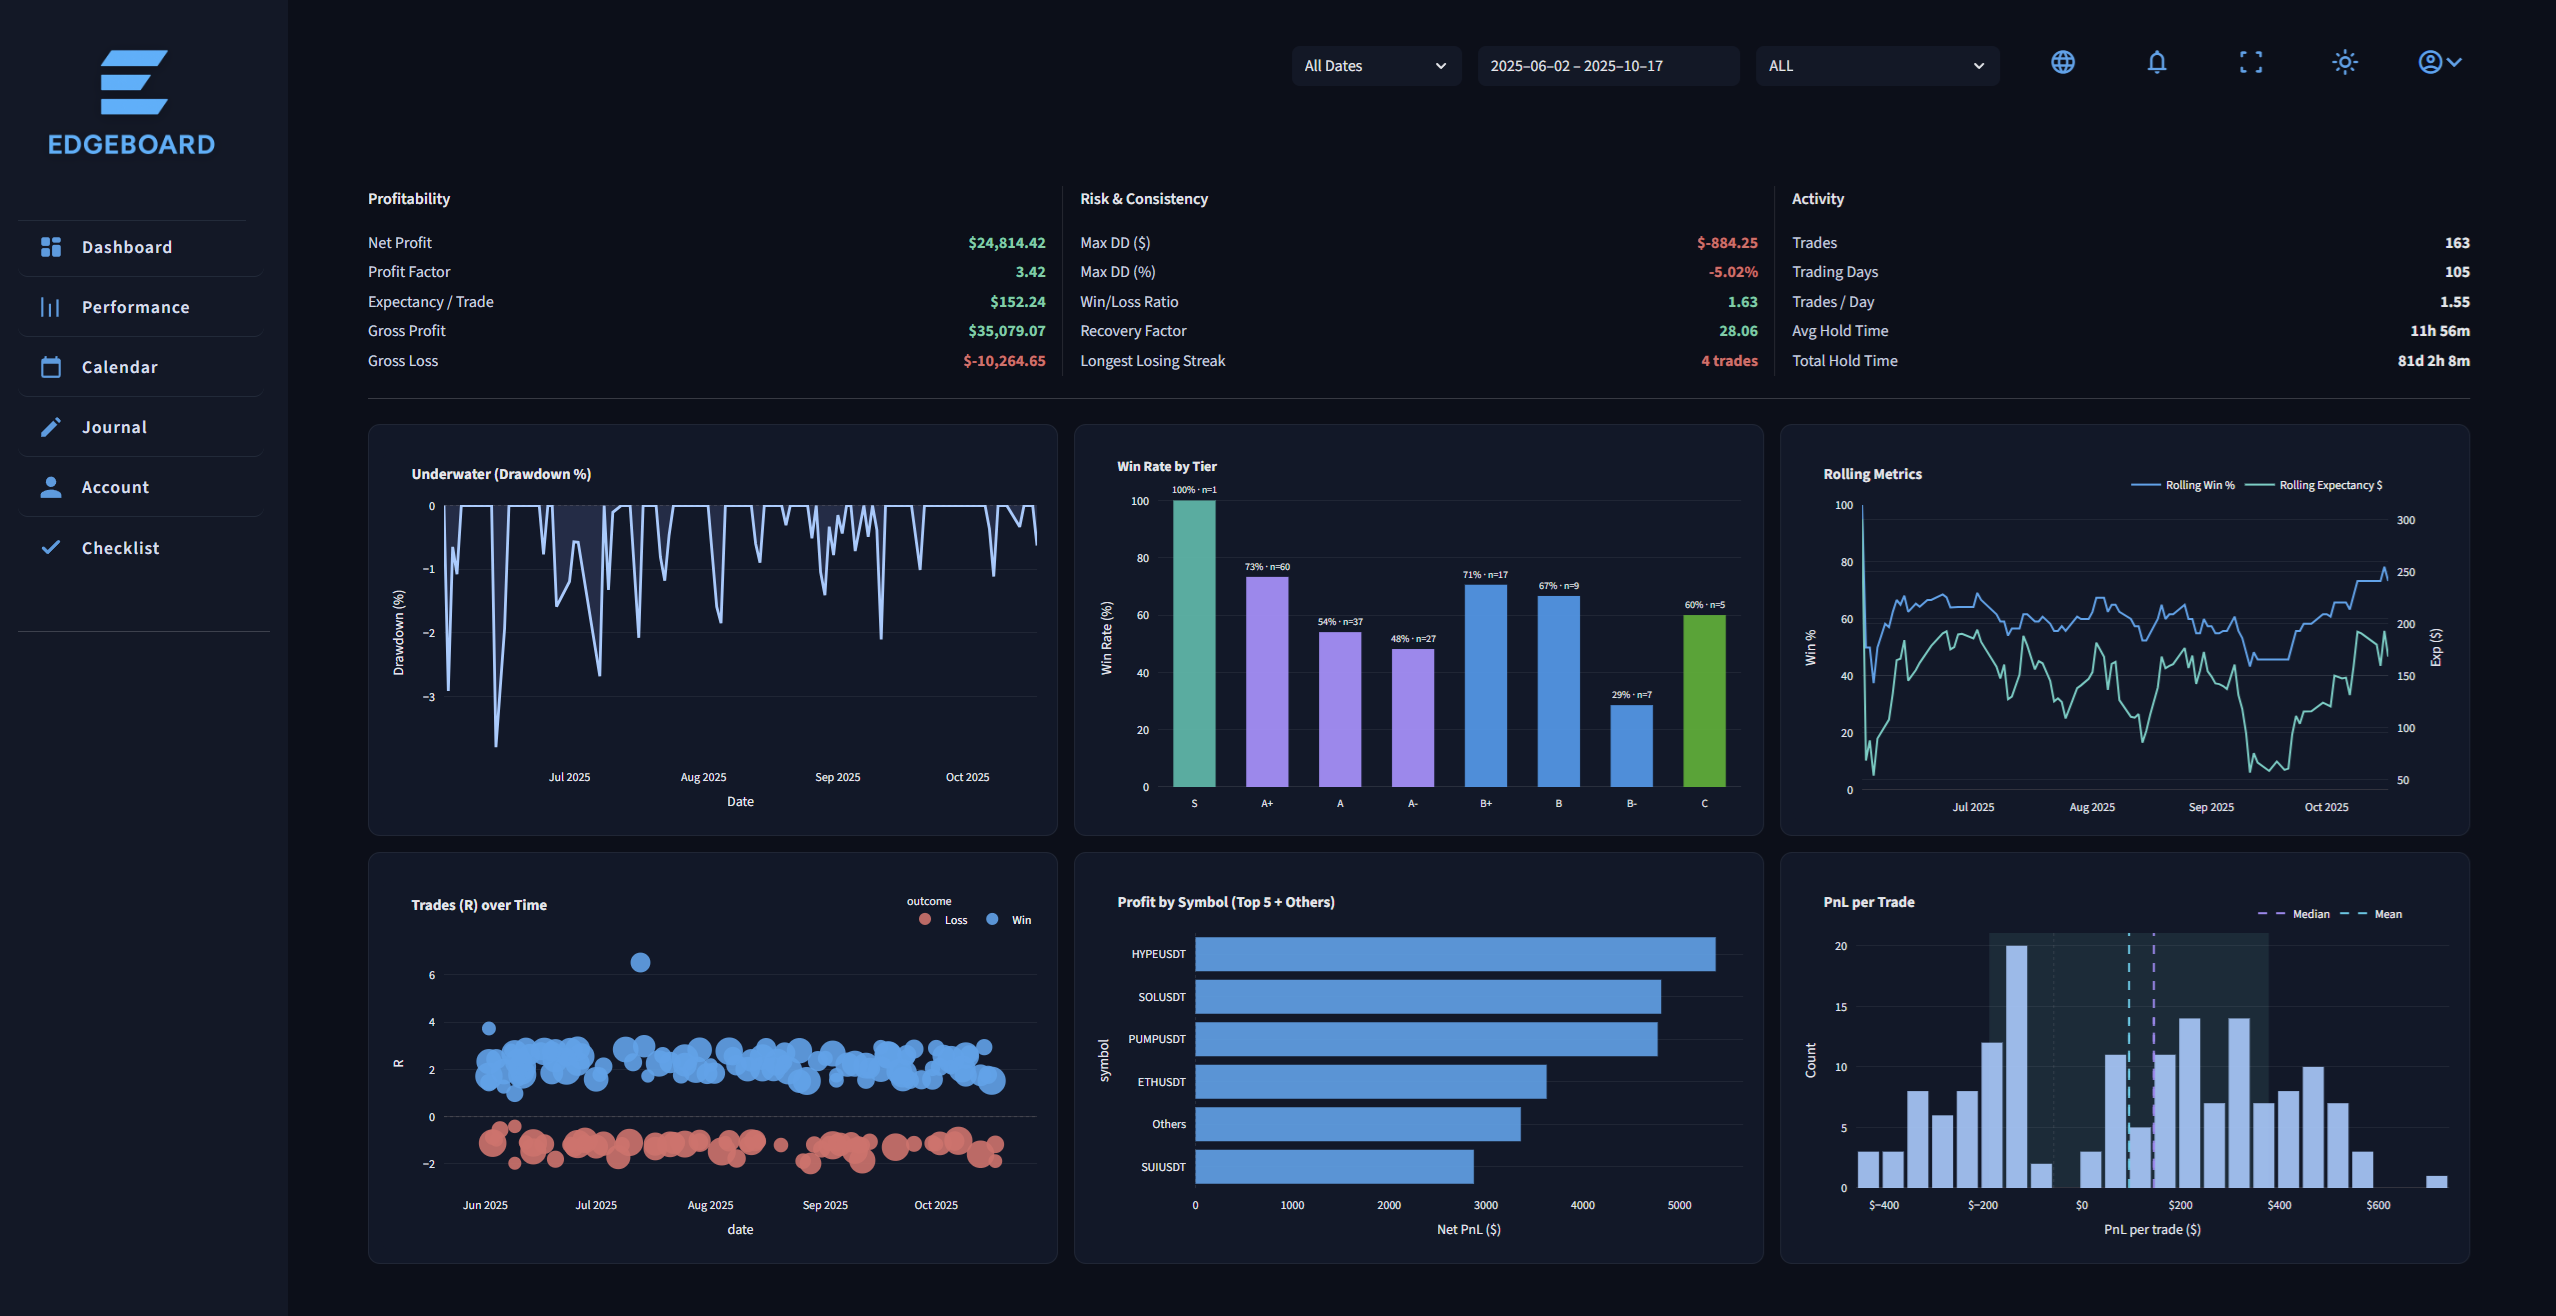 EDGEBOARD
Dashboard
Performance
Calendar
Journal
Account
Checklist
All Dates
2025-06-02 – 2025-10-17
ALL
Profitability
Net Profit $24,814.42
Profit Factor 3.42
Expectancy / Trade $152.24
Gross Profit $35,079.07
Gross Loss $-10,264.65
Risk & Consistency
Max DD ($) $-884.25
Max DD (%) -5.02%
Win/Loss Ratio 1.63
Recovery Factor 28.06
Longest Losing Streak 4 trades
Activity
Trades 163
Trading Days 105
Trades / Day 1.55
Avg Hold Time 11h 56m
Total Hold Time 81d 2h 8m
Underwater (Drawdown %)
Drawdown (%)
0
−1
−2
−3
Jul 2025 Aug 2025 Sep 2025 Oct 2025
Date
Win Rate by Tier
Win Rate (%)
100
80
60
40
20
0
100% · n=1
73% · n=60
54% · n=37
48% · n=27
71% · n=17
67% · n=9
29% · n=7
60% · n=5
S A+ A A- B+ B B- C
Rolling Metrics
Rolling Win % Rolling Expectancy $
Win %
100
80
60
40
20
0
300
250
200
150
100
50
Exp ($)
Jul 2025 Aug 2025 Sep 2025 Oct 2025
Trades (R) over Time
outcome
Loss Win
R
6
4
2
0
−2
Jun 2025 Jul 2025 Aug 2025 Sep 2025 Oct 2025
date
Profit by Symbol (Top 5 + Others)
symbol
HYPEUSDT
SOLUSDT
PUMPUSDT
ETHUSDT
Others
SUIUSDT
0 1000 2000 3000 4000 5000
Net PnL ($)
PnL per Trade
Median Mean
Count
20
15
10
5
0
$−400 $−200 $0 $200 $400 $600
PnL per trade ($)